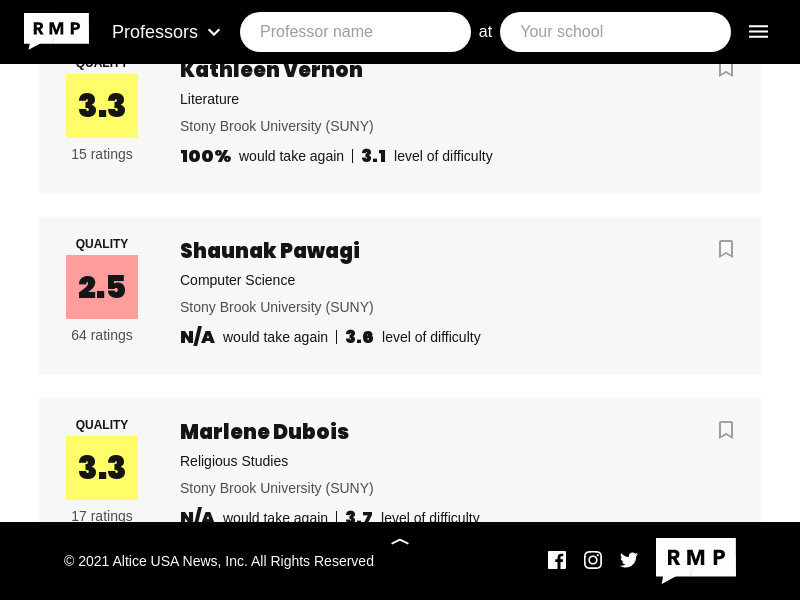 RMP Professors Professor name at Your school
QUALITY
Kathleen Vernon
3.3
Literature
Stony Brook University (SUNY)
15 ratings
100% would take again | 3.1 level of difficulty
QUALITY
Shaunak Pawagi
2.5
Computer Science
Stony Brook University (SUNY)
64 ratings
N/A would take again | 3.6 level of difficulty
QUALITY
Marlene Dubois
3.3
Religious Studies
Stony Brook University (SUNY)
17 ratings
N/A would take again | 3.7 level of difficulty
© 2021 Altice USA News, Inc. All Rights Reserved
RMP